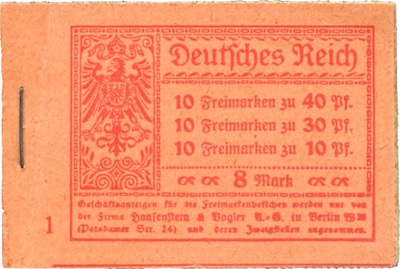 Deutsches Reich
10 Freimarken zu 40 Pf.
10 Freimarken zu 30 Pf.
10 Freimarken zu 10 Pf.
8 Mark
Geschäftsanzeigen für die Freimarkenheftchen werden nur von
der Firma Haasenstein & Vogler A.-G. in Berlin W35
(Potsdamer Str. 24) und deren Zweigstellen angenommen.
1